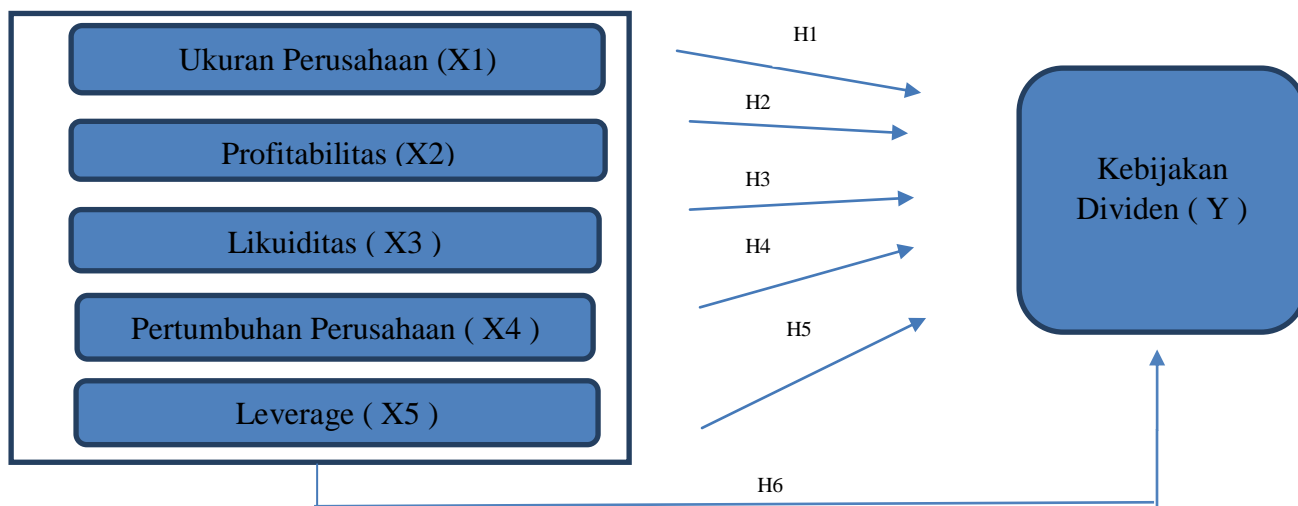 Ukuran Perusahaan (X1)
Profitabilitas (X2)
Likuiditas ( X3 )
Pertumbuhan Perusahaan ( X4 )
Leverage ( X5 )
H1
H2
H3
H4
H5
H6
Kebijakan
Dividen ( Y )